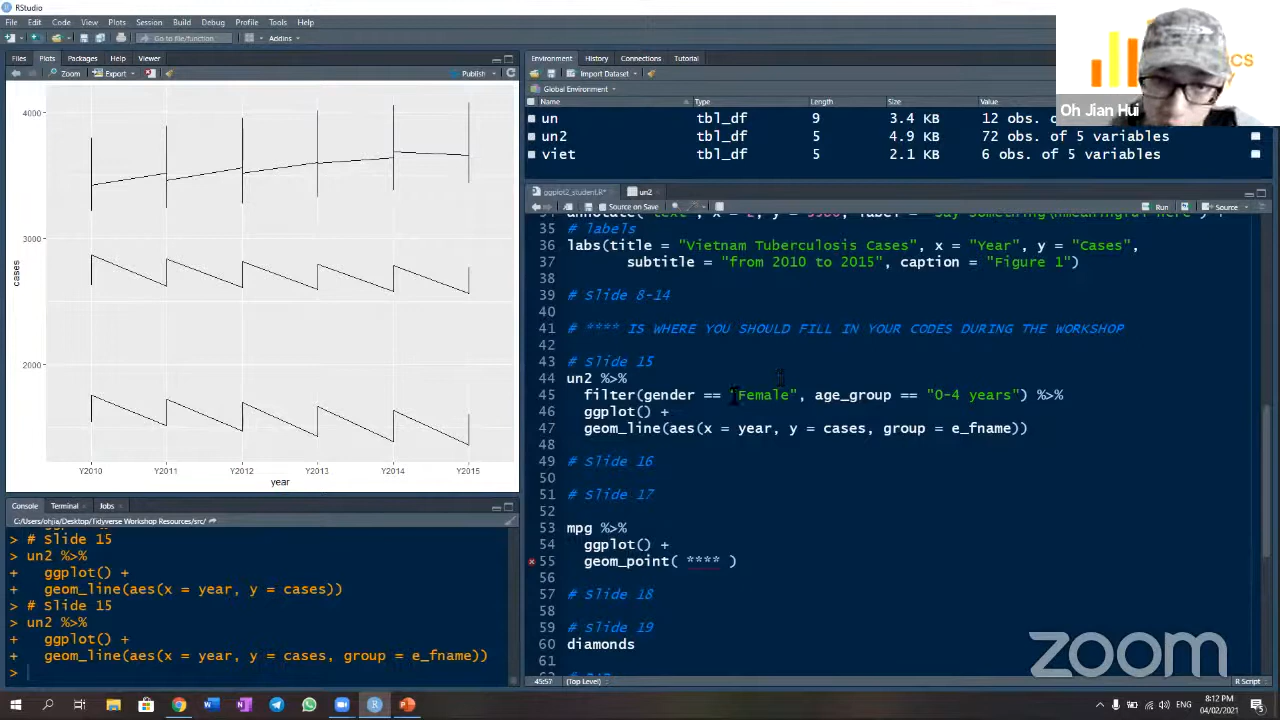 RStudio
File Edit Code View Plots Session Build Debug Profile Tools Help
Go to file/function
Addins
Files Plots Packages Help Viewer
Zoom Export Publish
cases
4000
3000
2000
Y2010 Y2011 Y2012 Y2013 Y2014 Y2015
year
Console Terminal Jobs
C:/Users/ohjia/Desktop/Tidyverse Workshop Resources/src/
> # Slide 15
> un2 %>%
+ ggplot() +
+ geom_line(aes(x = year, y = cases))
> # Slide 15
> un2 %>%
+ ggplot() +
+ geom_line(aes(x = year, y = cases, group = e_fname))
>
Environment History Connections Tutorial
Import Dataset
Global Environment
Name Type Length Size Value
un tbl_df 9 3.4 KB 12 obs. of
un2 tbl_df 5 4.9 KB 72 obs. of 5 variables
viet tbl_df 5 2.1 KB 6 obs. of 5 variables
Oh Jian Hui
ggplot2_student.R* un2
Source on Save Run Source
35 # labels
36 labs(title = "Vietnam Tuberculosis Cases", x = "Year", y = "Cases",
37 subtitle = "from 2010 to 2015", caption = "Figure 1")
38
39 # Slide 8-14
40
41 # **** IS WHERE YOU SHOULD FILL IN YOUR CODES DURING THE WORKSHOP
42
43 # Slide 15
44 un2 %>%
45 filter(gender == "Female", age_group == "0-4 years") %>%
46 ggplot() +
47 geom_line(aes(x = year, y = cases, group = e_fname))
48
49 # Slide 16
50
51 # Slide 17
52
53 mpg %>%
54 ggplot() +
55 geom_point( **** )
56
57 # Slide 18
58
59 # Slide 19
60 diamonds
61
45:57 (Top Level) R Script
zoom
8:12 PM
04/02/2021